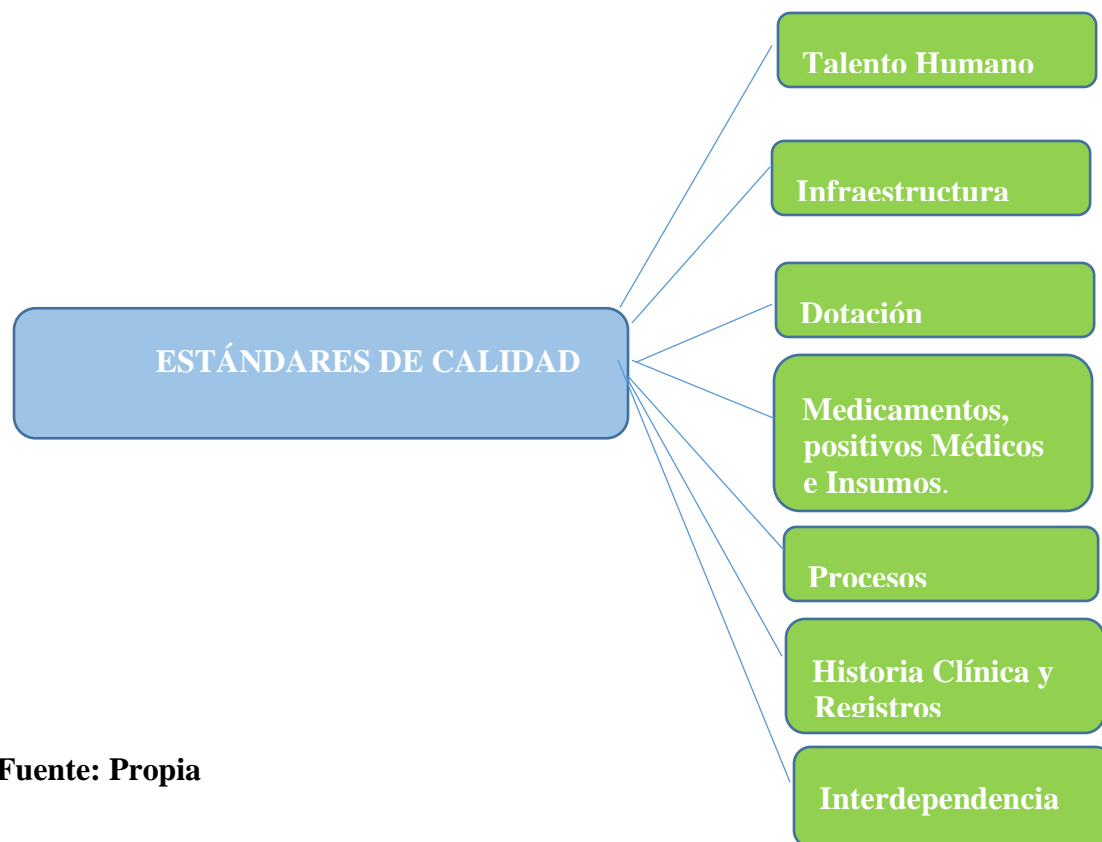 Talento Humano
Infraestructura
Dotación
ESTÁNDARES DE CALIDAD
Medicamentos,
positivos Médicos
e Insumos.
Procesos
Historia Clínica y
Registros
Fuente: Propia
Interdependencia